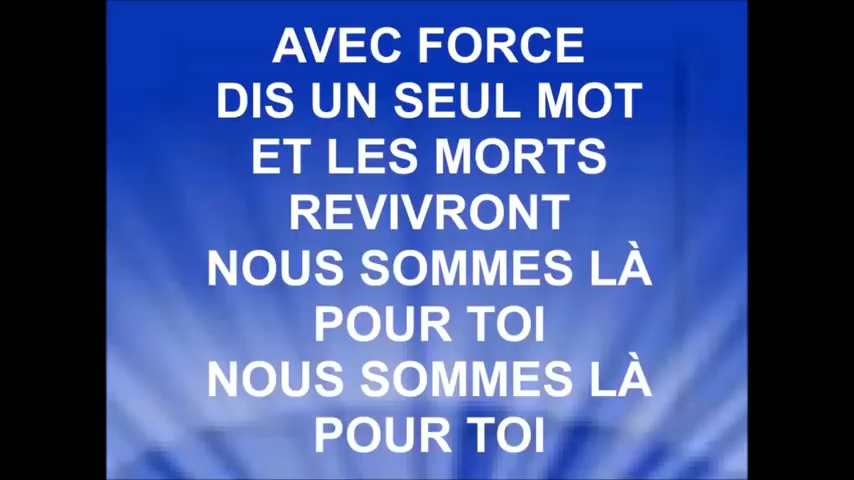 AVEC FORCE
DIS UN SEUL MOT
ET LES MORTS
REVIVRONT
NOUS SOMMES LÀ
POUR TOI
NOUS SOMMES LÀ
POUR TOI